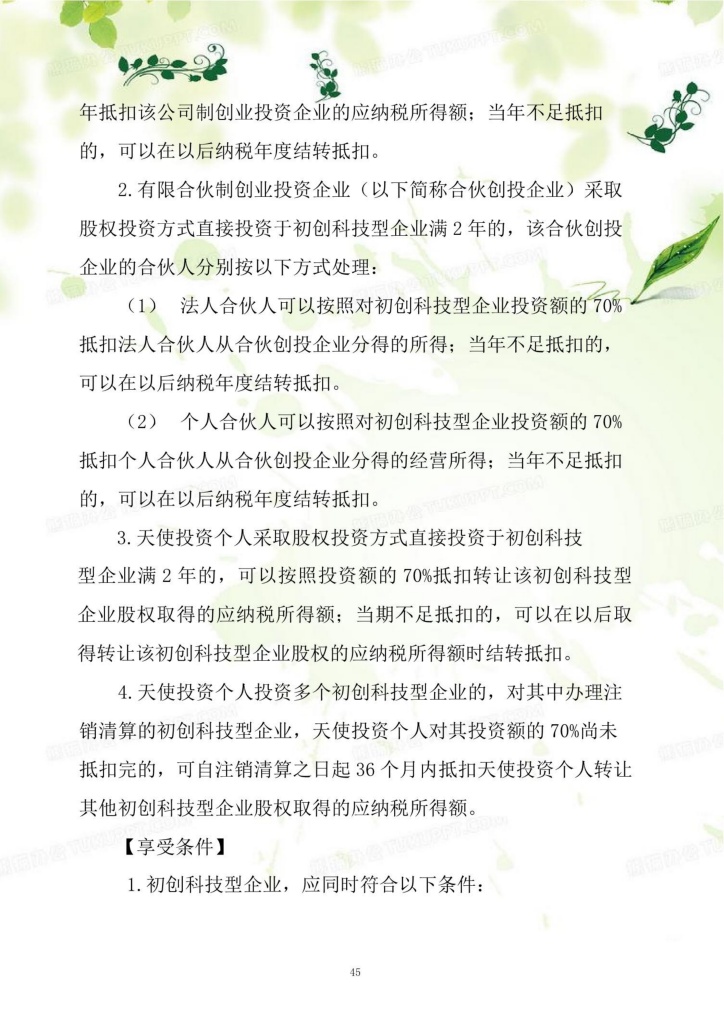 年抵扣该公司制创业投资企业的应纳税所得额；当年不足抵扣
的，可以在以后纳税年度结转抵扣。
2.有限合伙制创业投资企业（以下简称合伙创投企业）采取
股权投资方式直接投资于初创科技型企业满 2 年的，该合伙创投
企业的合伙人分别按以下方式处理：
（1） 法人合伙人可以按照对初创科技型企业投资额的 70%
抵扣法人合伙人从合伙创投企业分得的所得；当年不足抵扣的，
可以在以后纳税年度结转抵扣。
（2） 个人合伙人可以按照对初创科技型企业投资额的 70%
抵扣个人合伙人从合伙创投企业分得的经营所得；当年不足抵扣
的，可以在以后纳税年度结转抵扣。
3.天使投资个人采取股权投资方式直接投资于初创科技
型企业满 2 年的，可以按照投资额的 70%抵扣转让该初创科技型
企业股权取得的应纳税所得额；当期不足抵扣的，可以在以后取
得转让该初创科技型企业股权的应纳税所得额时结转抵扣。
4.天使投资个人投资多个初创科技型企业的，对其中办理注
销清算的初创科技型企业，天使投资个人对其投资额的 70%尚未
抵扣完的，可自注销清算之日起 36 个月内抵扣天使投资个人转让
其他初创科技型企业股权取得的应纳税所得额。
【享受条件】
1.初创科技型企业，应同时符合以下条件：
45